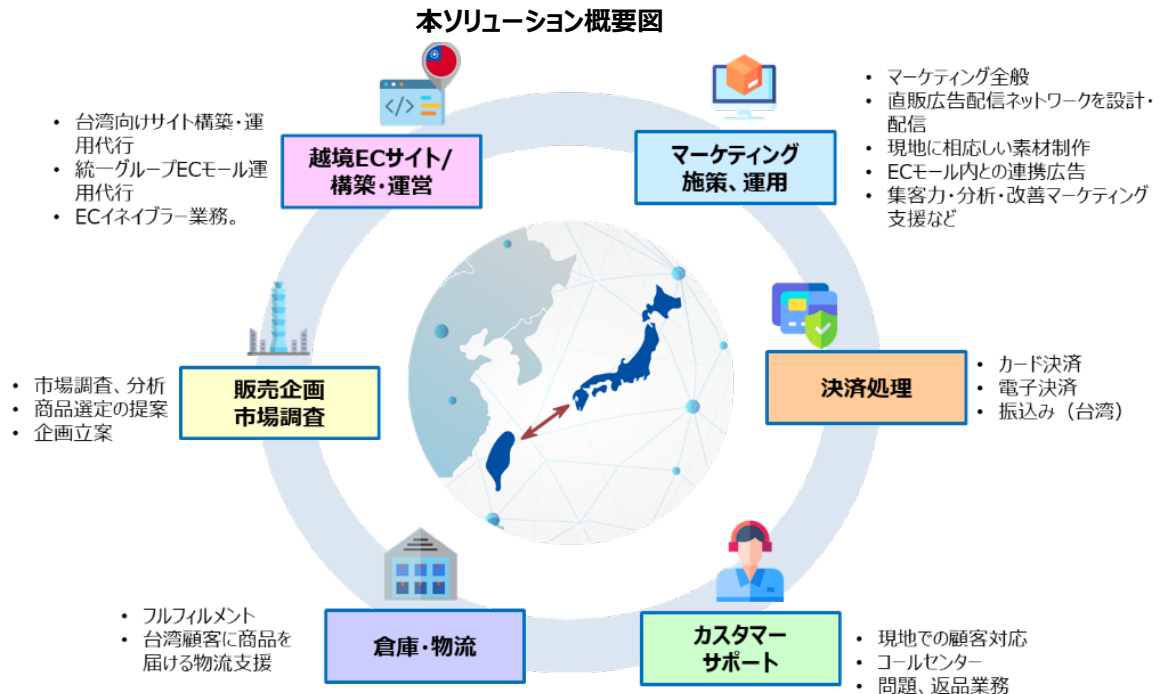 本ソリューション概要図
• 台湾向けサイト構築・運
用代行
• 統一グループECモール運
用代行
• ECイネイブラー業務。
越境ECサイト/
構築・運営
</>
マーケティング
施策、運用
• マーケティング全般
• 直販広告配信ネットワークを設計・
配信
• 現地に相応しい素材制作
• ECモール内との連携広告
• 集客力・分析・改善マーケティング
支援など
• 市場調査、分析
• 商品選定の提案
• 企画立案
販売企画
市場調査
決済処理
• カード決済
• 電子決済
• 振込み（台湾）
• フルフィルメント
• 台湾顧客に商品を
届ける物流支援
倉庫・物流
カスタマー
サポート
• 現地での顧客対応
• コールセンター
• 問題、返品業務